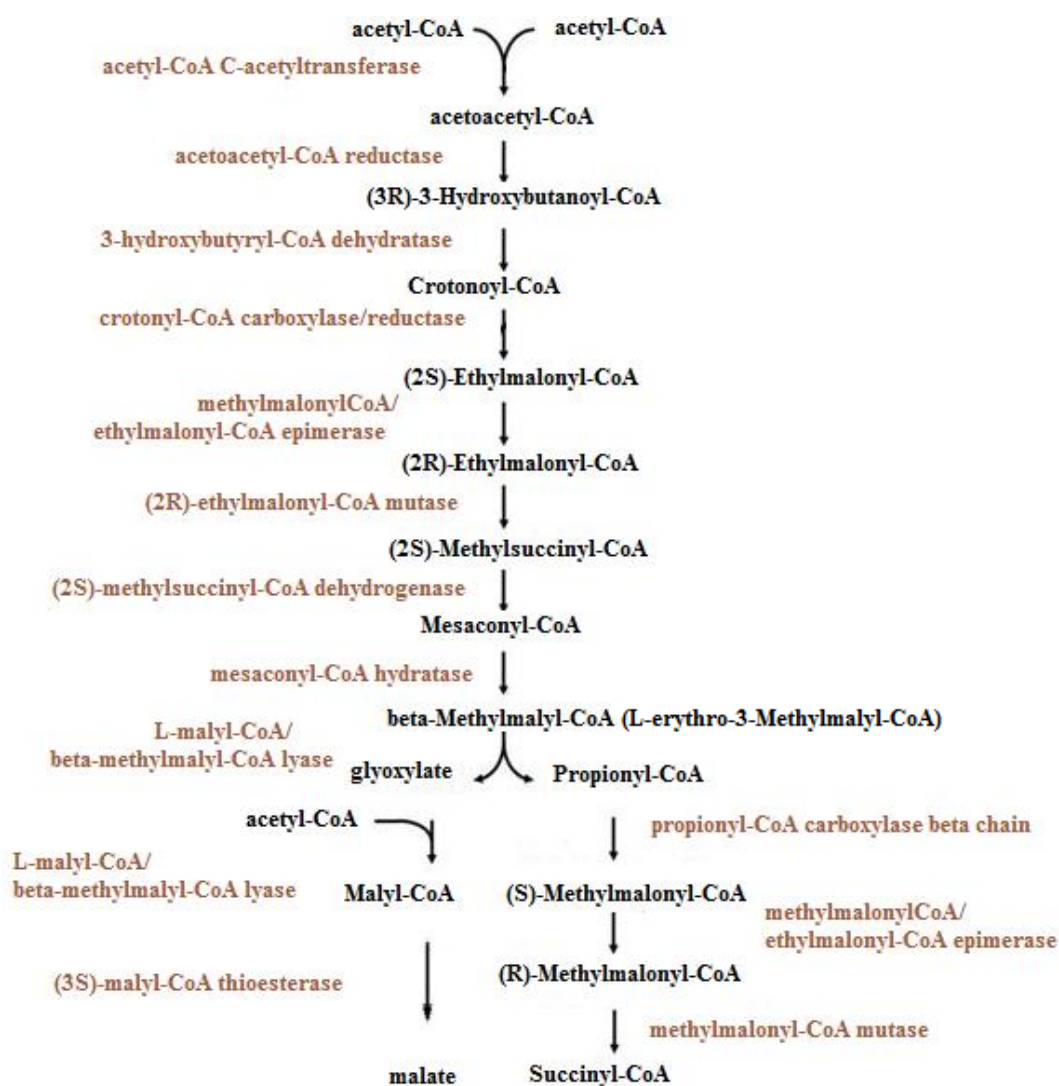 acetyl-CoA acetyl-CoA
acetyl-CoA C-acetyltransferase
acetoacetyl-CoA
acetoacetyl-CoA reductase
(3R)-3-Hydroxybutanoyl-CoA
3-hydroxybutyryl-CoA dehydratase
Crotonoyl-CoA
crotonyl-CoA carboxylase/reductase
(2S)-Ethylmalonyl-CoA
methylmalonylCoA/
ethylmalonyl-CoA epimerase
(2R)-Ethylmalonyl-CoA
(2R)-ethylmalonyl-CoA mutase
(2S)-Methylsuccinyl-CoA
(2S)-methylsuccinyl-CoA dehydrogenase
Mesaconyl-CoA
mesaconyl-CoA hydratase
beta-Methylmalyl-CoA (L-erythro-3-Methylmalyl-CoA)
L-malyl-CoA/
beta-methylmalyl-CoA lyase
glyoxylate Propionyl-CoA
acetyl-CoA
propionyl-CoA carboxylase beta chain
L-malyl-CoA/
beta-methylmalyl-CoA lyase
Malyl-CoA (S)-Methylmalonyl-CoA
methylmalonylCoA/
ethylmalonyl-CoA epimerase
(R)-Methylmalonyl-CoA
(3S)-malyl-CoA thioesterase
methylmalonyl-CoA mutase
malate Succinyl-CoA